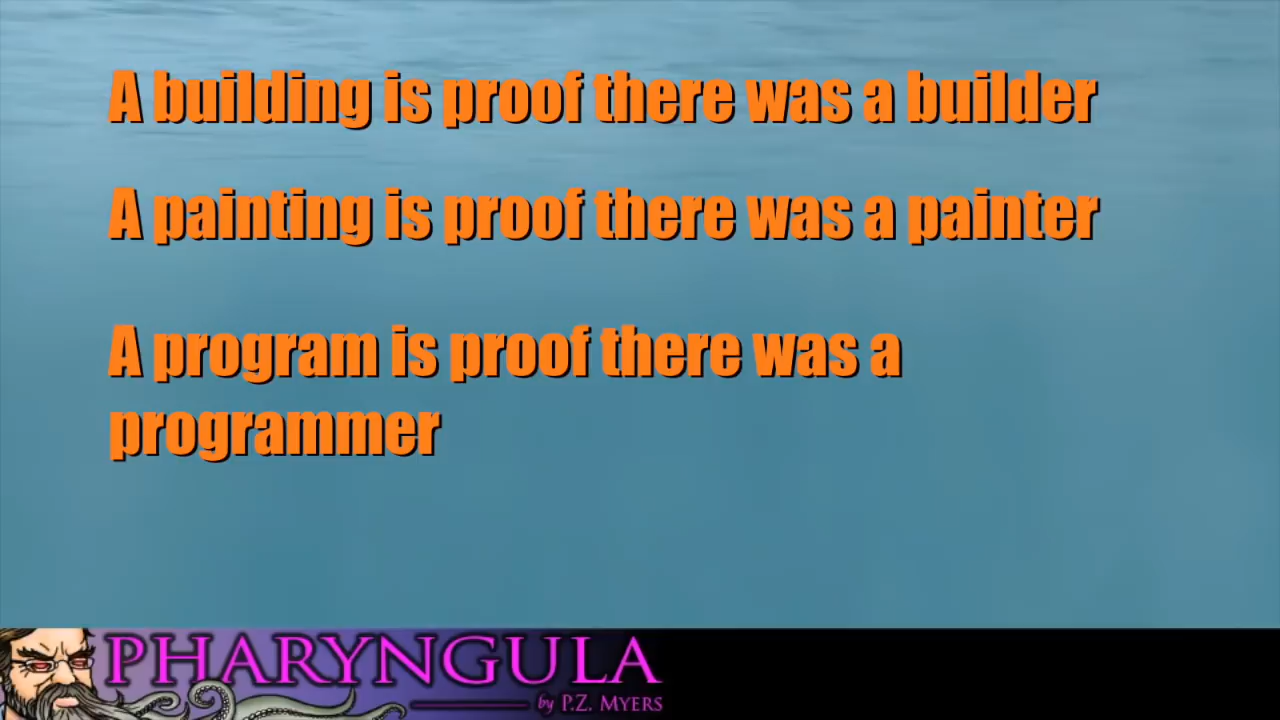 A building is proof there was a builder
A painting is proof there was a painter
A program is proof there was a
programmer
PHARYNGULA
by P.Z. MYERS